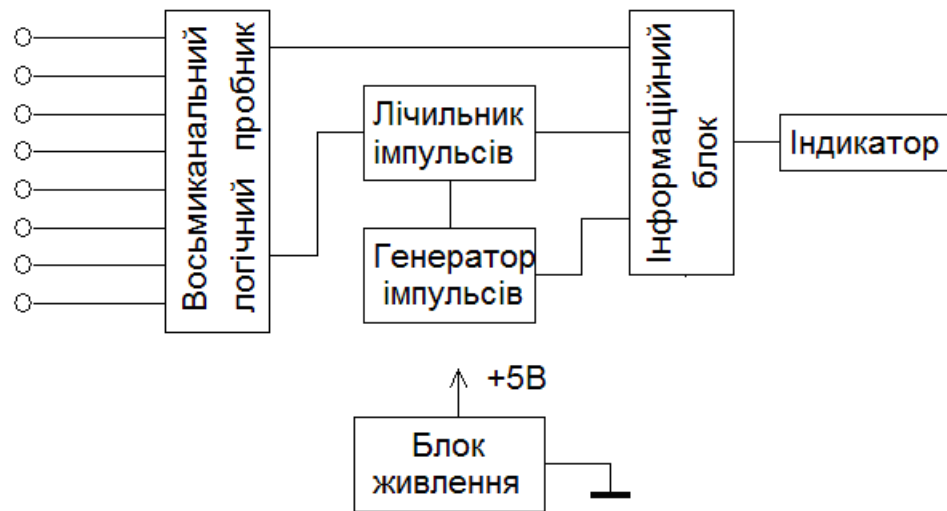 Восьмиканальний
логічний пробник
Лічильник
імпульсів
Генератор
імпульсів
Інформаційний
блок
Індикатор
+5В
Блок
живлення